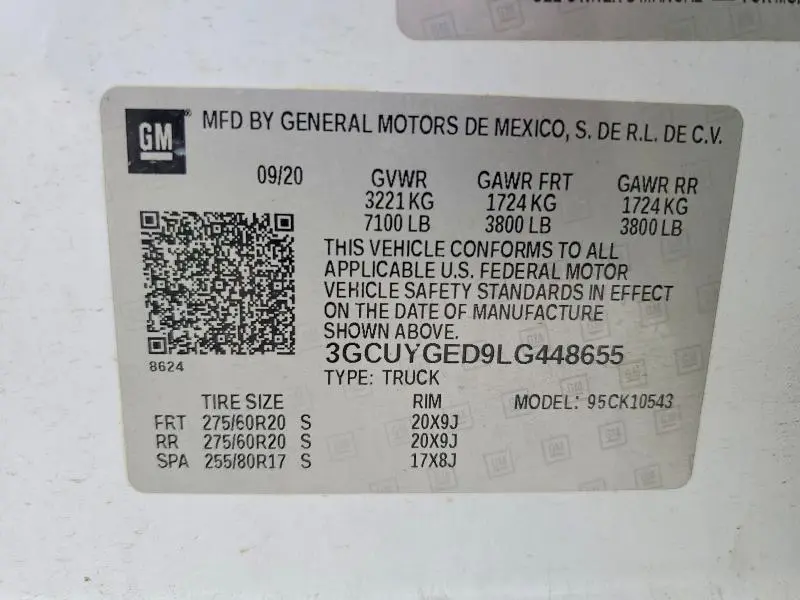 GM
MFD BY GENERAL MOTORS DE MEXICO, S. DE R.L. DE C.V.
09/20 GVWR GAWR FRT GAWR RR
3221 KG 1724 KG 1724 KG
7100 LB 3800 LB 3800 LB
THIS VEHICLE CONFORMS TO ALL
APPLICABLE U.S. FEDERAL MOTOR
VEHICLE SAFETY STANDARDS IN EFFECT
ON THE DATE OF MANUFACTURE
SHOWN ABOVE.
8624
3GCUYGED9LG448655
TYPE: TRUCK
TIRE SIZE RIM MODEL: 95CK10543
FRT 275/60R20 S 20X9J
RR 275/60R20 S 20X9J
SPA 255/80R17 S 17X8J